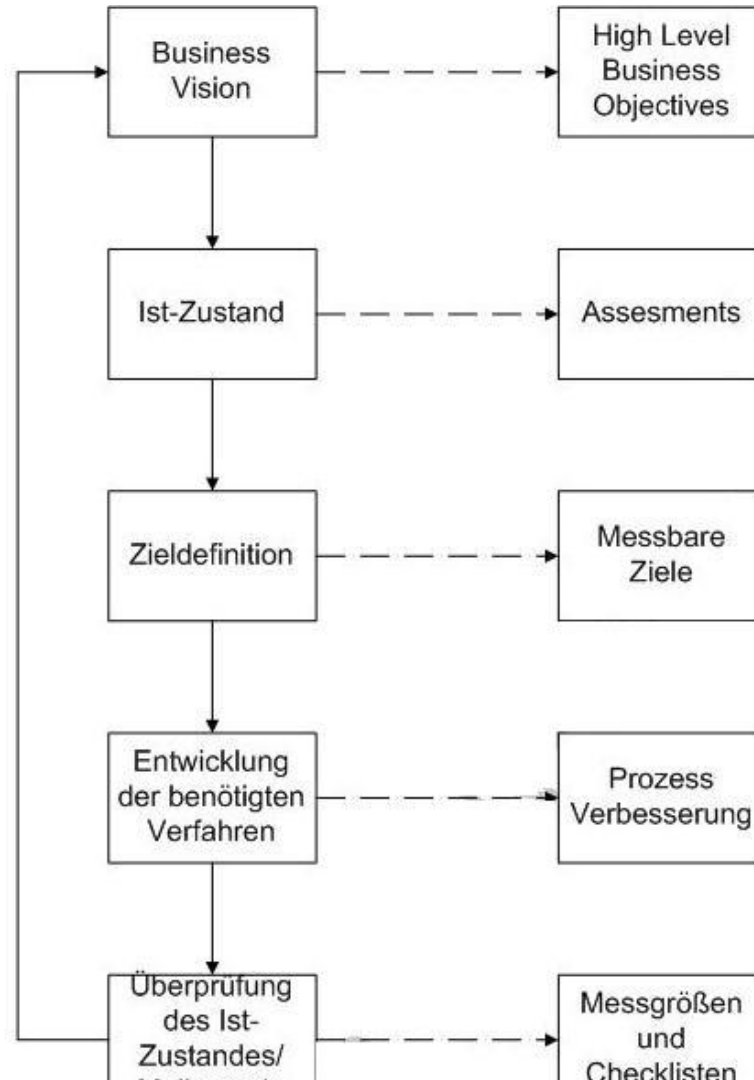 Business
Vision
High Level
Business
Objectives
Ist-Zustand
Assesments
Zieldefinition
Messbare
Ziele
Entwicklung
der benötigten
Verfahren
Prozess
Verbesserung
Überprüfung
des Ist-
Zustandes/
Messgrößen
und
Checklisten